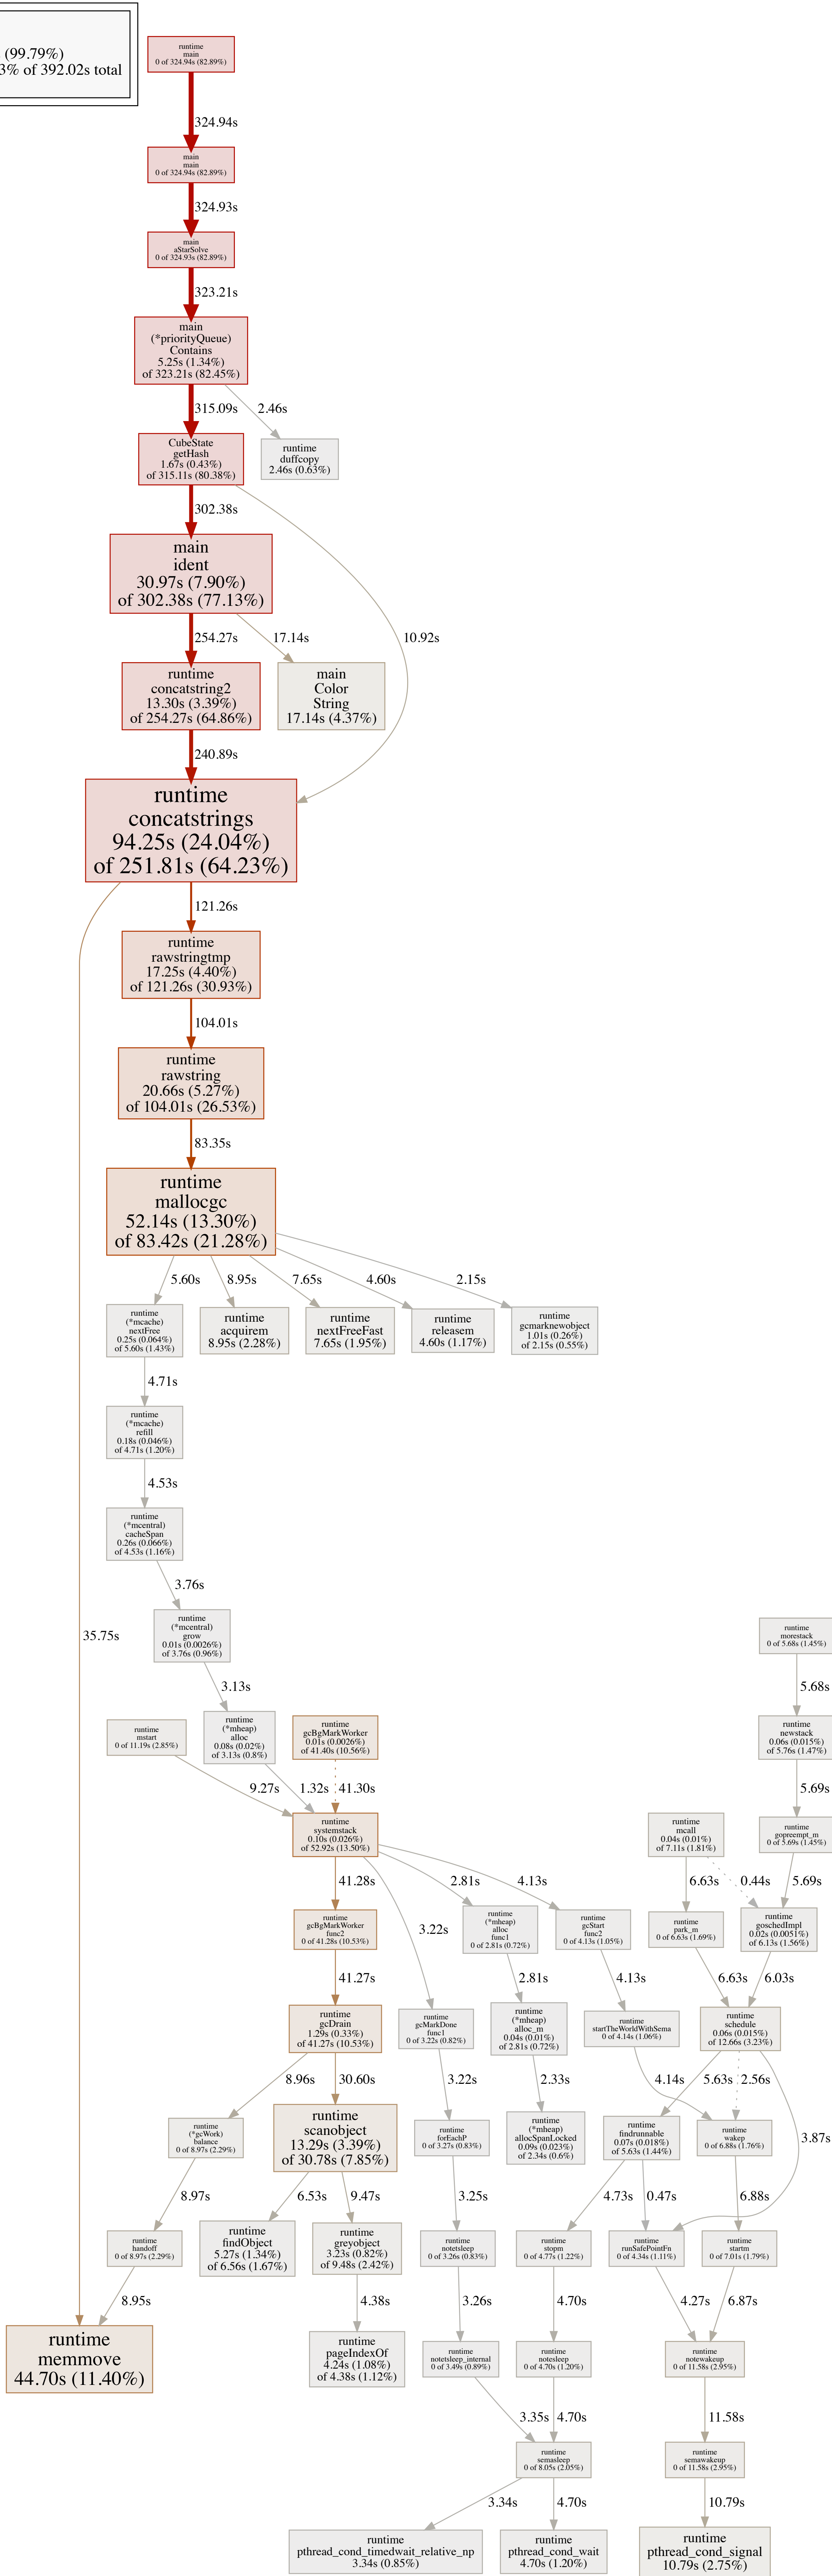 (99.79%)
3% of 392.02s total
runtime
main
0 of 324.94s (82.89%)
324.94s
main
main
0 of 324.94s (82.89%)
324.93s
main
aStarSolve
0 of 324.93s (82.89%)
323.21s
main
(*priorityQueue)
Contains
5.25s (1.34%)
of 323.21s (82.45%)
315.09s
2.46s
CubeState
getHash
1.67s (0.43%)
of 315.11s (80.38%)
runtime
duffcopy
2.46s (0.63%)
302.38s
main
ident
30.97s (7.90%)
of 302.38s (77.13%)
254.27s
17.14s
10.92s
runtime
concatstring2
13.30s (3.39%)
of 254.27s (64.86%)
main
Color
String
17.14s (4.37%)
240.89s
runtime
concatstrings
94.25s (24.04%)
of 251.81s (64.23%)
121.26s
runtime
rawstringtmp
17.25s (4.40%)
of 121.26s (30.93%)
104.01s
runtime
rawstring
20.66s (5.27%)
of 104.01s (26.53%)
83.35s
runtime
mallocgc
52.14s (13.30%)
of 83.42s (21.28%)
5.60s
8.95s
7.65s
4.60s
2.15s
runtime
(*mcache)
nextFree
0.25s (0.064%)
of 5.60s (1.43%)
runtime
acquirem
8.95s (2.28%)
runtime
nextFreeFast
7.65s (1.95%)
runtime
releasem
4.60s (1.17%)
runtime
gcmarknewobject
1.01s (0.26%)
of 2.15s (0.55%)
4.71s
runtime
(*mcache)
refill
0.18s (0.046%)
of 4.71s (1.20%)
4.53s
runtime
(*mcentral)
cacheSpan
0.26s (0.066%)
of 4.53s (1.16%)
3.76s
runtime
(*mcentral)
grow
0.01s (0.0026%)
of 3.76s (0.96%)
35.75s
runtime
morestack
0 of 5.68s (1.45%)
3.13s
5.68s
runtime
mstart
0 of 11.19s (2.85%)
runtime
(*mheap)
alloc
0.08s (0.02%)
of 3.13s (0.8%)
runtime
gcBgMarkWorker
0.01s (0.0026%)
of 41.40s (10.56%)
runtime
newstack
0.06s (0.015%)
of 5.76s (1.47%)
9.27s
1.32s
41.30s
5.69s
runtime
systemstack
0.10s (0.026%)
of 52.92s (13.50%)
runtime
mcall
0.04s (0.01%)
of 7.11s (1.81%)
runtime
gopreempt_m
0 of 5.69s (1.45%)
41.28s
3.22s
2.81s
4.13s
6.63s
0.44s
5.69s
runtime
gcBgMarkWorker
func2
0 of 41.28s (10.53%)
runtime
(*mheap)
alloc
func1
0 of 2.81s (0.72%)
runtime
gcStart
func2
0 of 4.13s (1.05%)
runtime
park_m
0 of 6.63s (1.69%)
runtime
goschedImpl
0.02s (0.0051%)
of 6.13s (1.56%)
41.27s
2.81s
4.13s
6.63s
6.03s
runtime
gcDrain
1.29s (0.33%)
of 41.27s (10.53%)
runtime
gcMarkDone
func1
0 of 3.22s (0.82%)
runtime
(*mheap)
alloc_m
0.04s (0.01%)
of 2.81s (0.72%)
runtime
startTheWorldWithSema
0 of 4.14s (1.06%)
runtime
schedule
0.06s (0.015%)
of 12.66s (3.23%)
8.96s
30.60s
3.22s
2.33s
4.14s
5.63s
2.56s
3.87s
runtime
(*gcWork)
balance
0 of 8.97s (2.29%)
runtime
scanobject
13.29s (3.39%)
of 30.78s (7.85%)
runtime
forEachP
0 of 3.27s (0.83%)
runtime
(*mheap)
allocSpanLocked
0.09s (0.023%)
of 2.34s (0.6%)
runtime
findrunnable
0.07s (0.018%)
of 5.63s (1.44%)
runtime
wakep
0 of 6.88s (1.76%)
8.97s
6.53s
9.47s
3.25s
4.73s
0.47s
6.88s
runtime
handoff
0 of 8.97s (2.29%)
runtime
findObject
5.27s (1.34%)
of 6.56s (1.67%)
runtime
greyobject
3.23s (0.82%)
of 9.48s (2.42%)
runtime
notetsleep
0 of 3.26s (0.83%)
runtime
stopm
0 of 4.77s (1.22%)
runtime
runSafePointFn
0 of 4.34s (1.11%)
runtime
startm
0 of 7.01s (1.79%)
8.95s
4.38s
3.26s
4.70s
4.27s
6.87s
runtime
memmove
44.70s (11.40%)
runtime
pageIndexOf
4.24s (1.08%)
of 4.38s (1.12%)
runtime
notetsleep_internal
0 of 3.49s (0.89%)
runtime
notesleep
0 of 4.70s (1.20%)
runtime
notewakeup
0 of 11.58s (2.95%)
3.35s
4.70s
11.58s
runtime
semasleep
0 of 8.05s (2.05%)
runtime
semawakeup
0 of 11.58s (2.95%)
3.34s
4.70s
10.79s
runtime
pthread_cond_timedwait_relative_np
3.34s (0.85%)
runtime
pthread_cond_wait
4.70s (1.20%)
runtime
pthread_cond_signal
10.79s (2.75%)